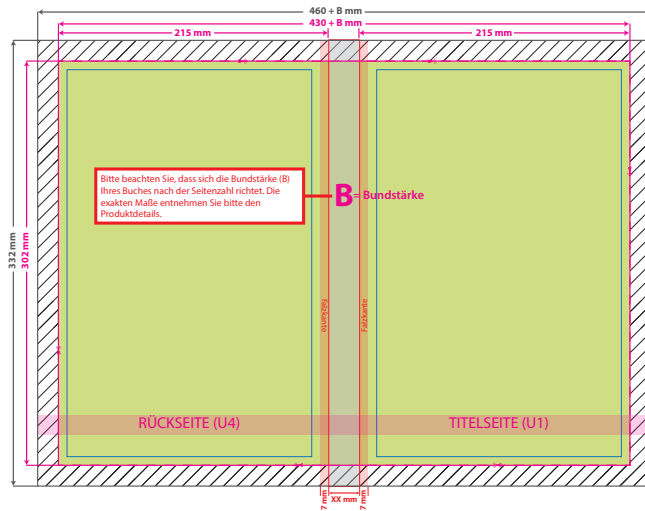 460 + B mm
430 + B mm
215 mm
215 mm
332 mm
302 mm
Bitte beachten Sie, dass sich die Bundstärke (B)
Ihres Buches nach der Seitenzahl richtet. Die
exakten Maße entnehmen Sie bitte den
Produktdetails.
B = Bundstärke
Falzkante
Falzkante
RÜCKSEITE (U4)
TITELSEITE (U1)
7 mm
XX mm
7 mm